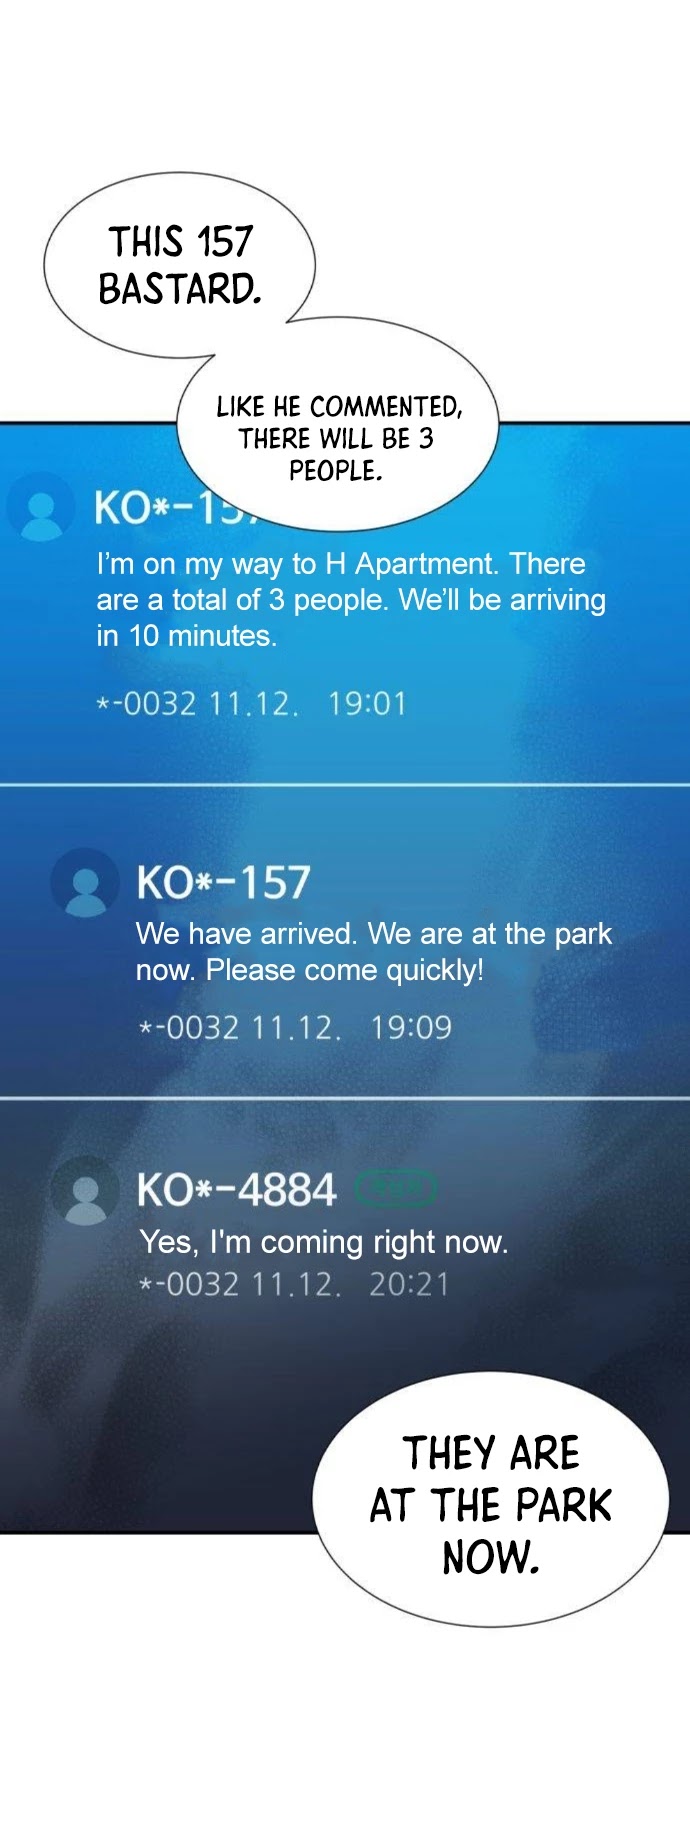 THIS 157
BASTARD.
LIKE HE COMMENTED,
THERE WILL BE 3
PEOPLE.
KO*-157
I'm on my way to H Apartment. There
are a total of 3 people. We'll be arriving
in 10 minutes.
*-0032 11.12. 19:01
KO*-157
We have arrived. We are at the park
now. Please come quickly!
*-0032 11.12. 19:09
KO*-4884
Yes, I'm coming right now.
*-0032 11.12. 20:21
THEY ARE
AT THE PARK
NOW.